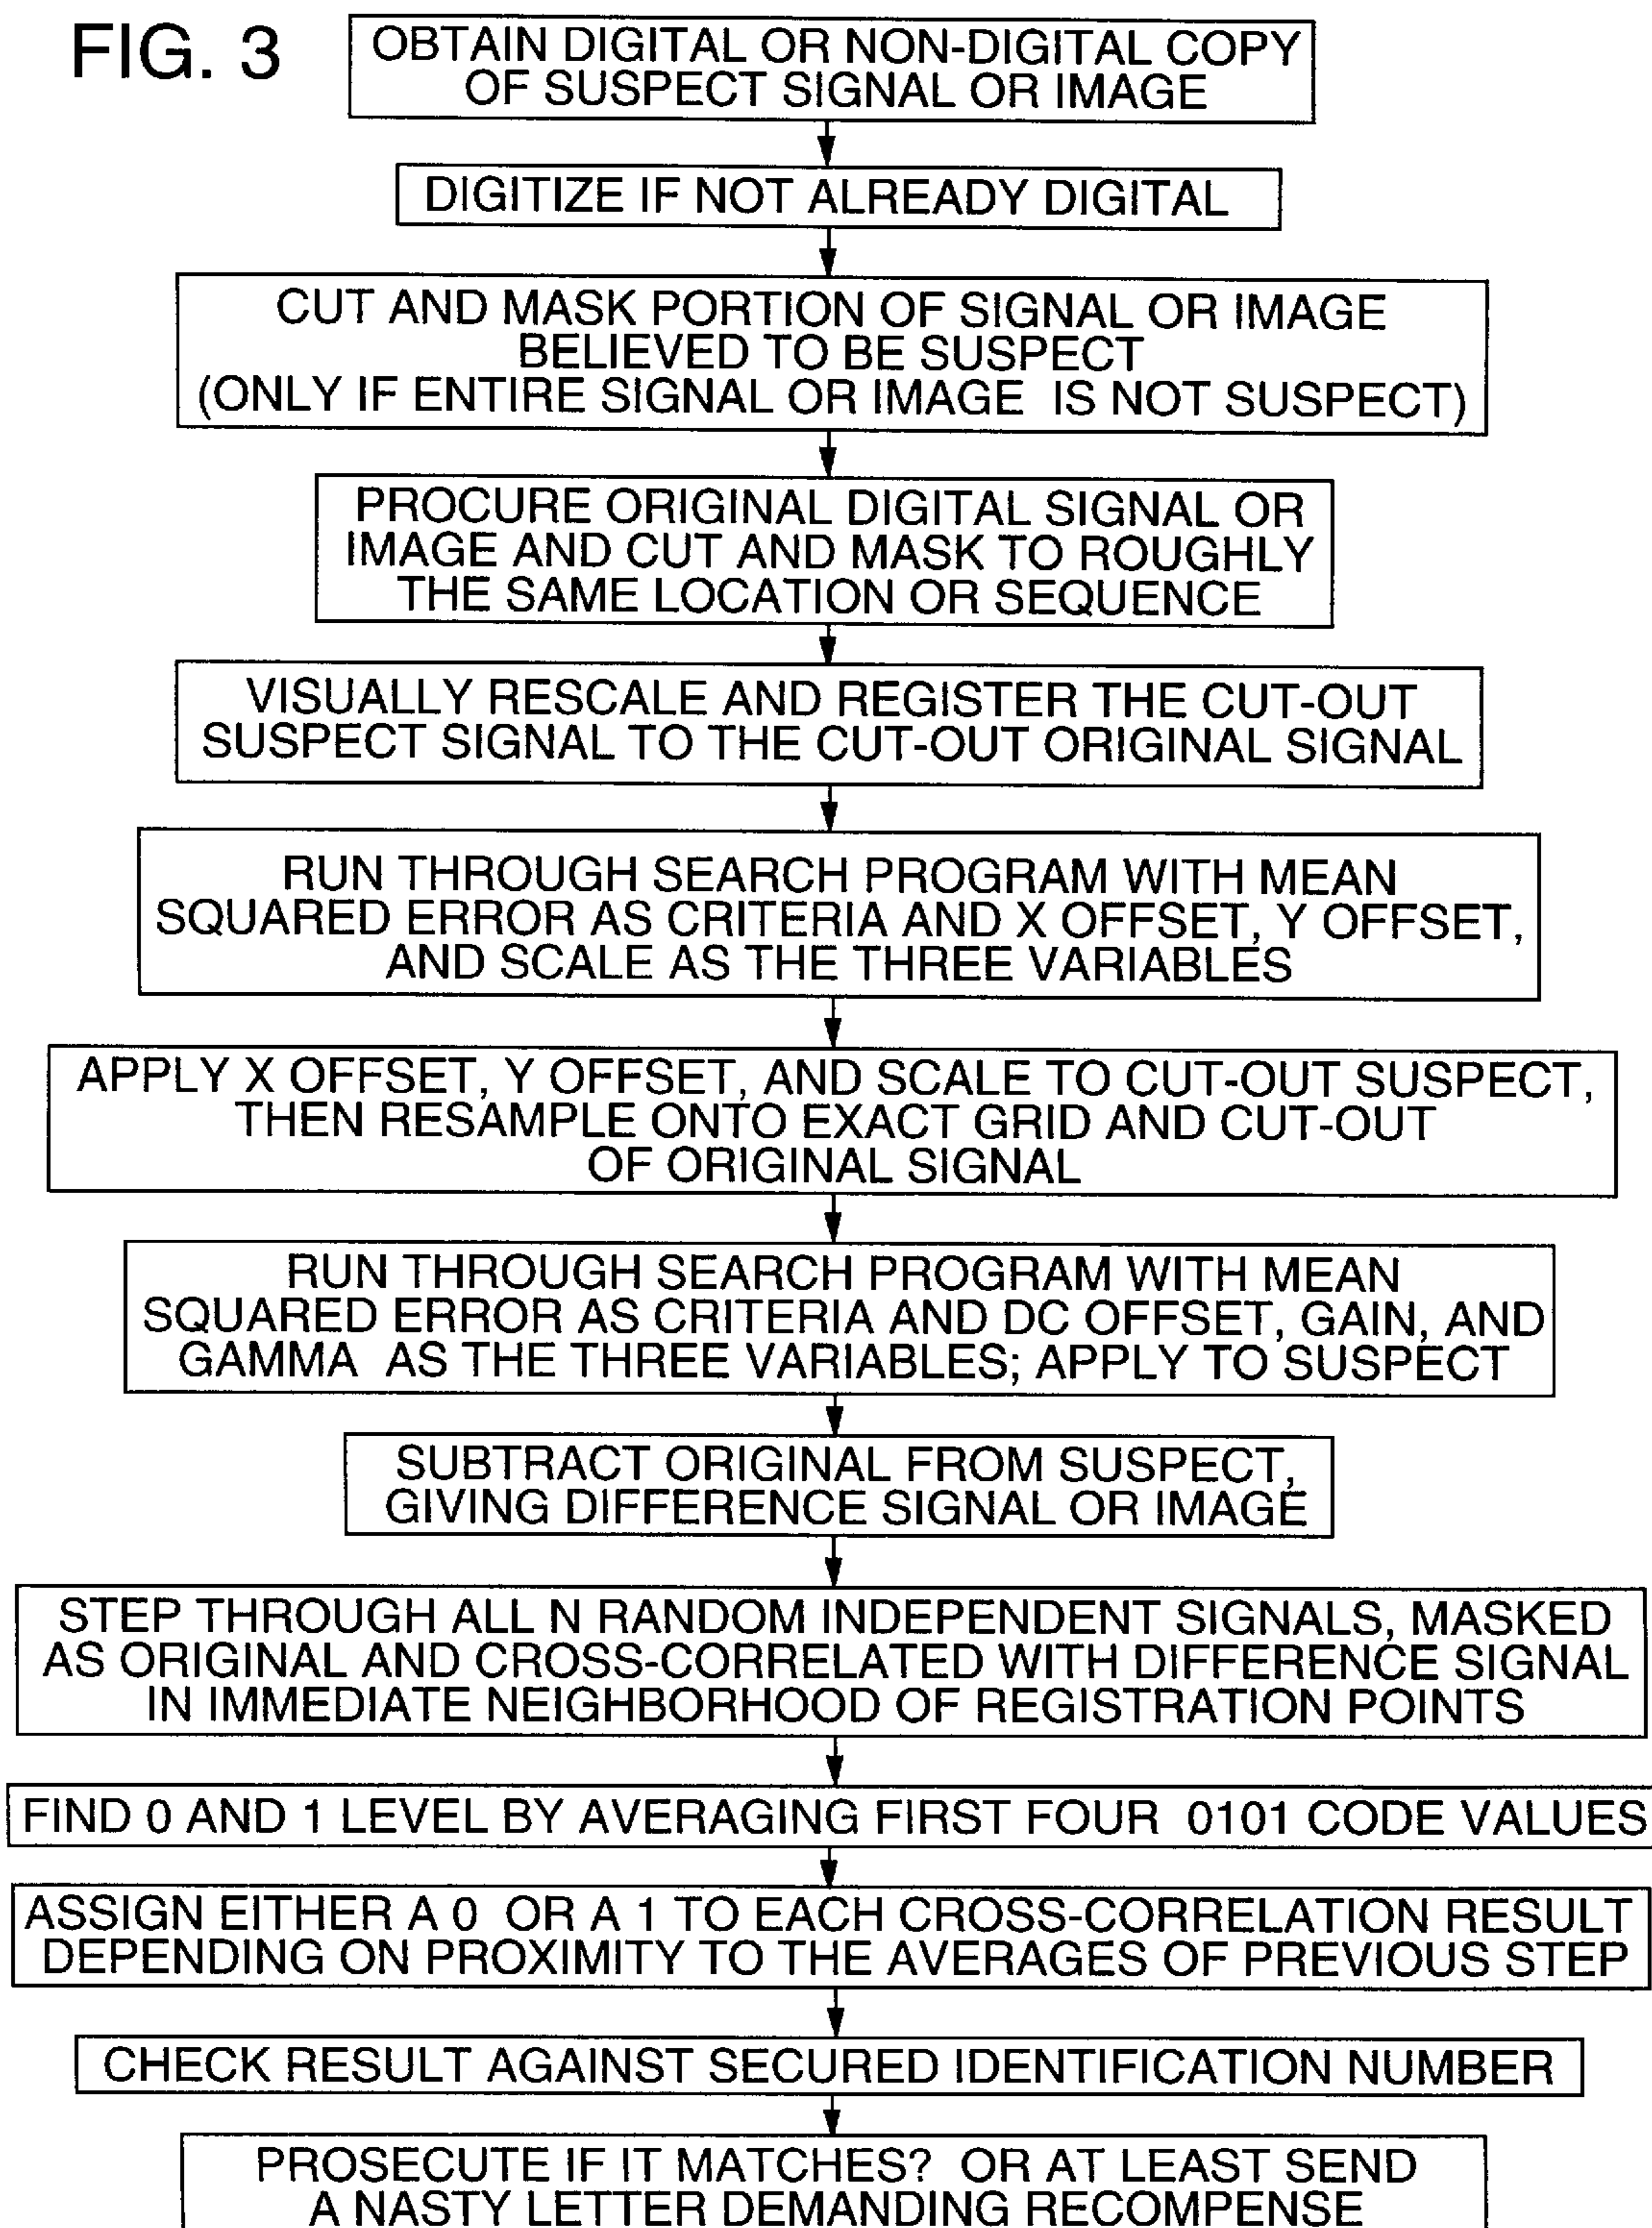 FIG. 3
OBTAIN DIGITAL OR NON-DIGITAL COPY
OF SUSPECT SIGNAL OR IMAGE
DIGITIZE IF NOT ALREADY DIGITAL
CUT AND MASK PORTION OF SIGNAL OR IMAGE
BELIEVED TO BE SUSPECT
(ONLY IF ENTIRE SIGNAL OR IMAGE IS NOT SUSPECT)
PROCURE ORIGINAL DIGITAL SIGNAL OR
IMAGE AND CUT AND MASK TO ROUGHLY
THE SAME LOCATION OR SEQUENCE
VISUALLY RESCALE AND REGISTER THE CUT-OUT
SUSPECT SIGNAL TO THE CUT-OUT ORIGINAL SIGNAL
RUN THROUGH SEARCH PROGRAM WITH MEAN
SQUARED ERROR AS CRITERIA AND X OFFSET, Y OFFSET,
AND SCALE AS THE THREE VARIABLES
APPLY X OFFSET, Y OFFSET, AND SCALE TO CUT-OUT SUSPECT,
THEN RESAMPLE ONTO EXACT GRID AND CUT-OUT
OF ORIGINAL SIGNAL
RUN THROUGH SEARCH PROGRAM WITH MEAN
SQUARED ERROR AS CRITERIA AND DC OFFSET, GAIN, AND
GAMMA AS THE THREE VARIABLES; APPLY TO SUSPECT
SUBTRACT ORIGINAL FROM SUSPECT,
GIVING DIFFERENCE SIGNAL OR IMAGE
STEP THROUGH ALL N RANDOM INDEPENDENT SIGNALS, MASKED
AS ORIGINAL AND CROSS-CORRELATED WITH DIFFERENCE SIGNAL
IN IMMEDIATE NEIGHBORHOOD OF REGISTRATION POINTS
FIND 0 AND 1 LEVEL BY AVERAGING FIRST FOUR 0101 CODE VALUES
ASSIGN EITHER A 0 OR A 1 TO EACH CROSS-CORRELATION RESULT
DEPENDING ON PROXIMITY TO THE AVERAGES OF PREVIOUS STEP
CHECK RESULT AGAINST SECURED IDENTIFICATION NUMBER
PROSECUTE IF IT MATCHES? OR AT LEAST SEND
A NASTY LETTER DEMANDING RECOMPENSE